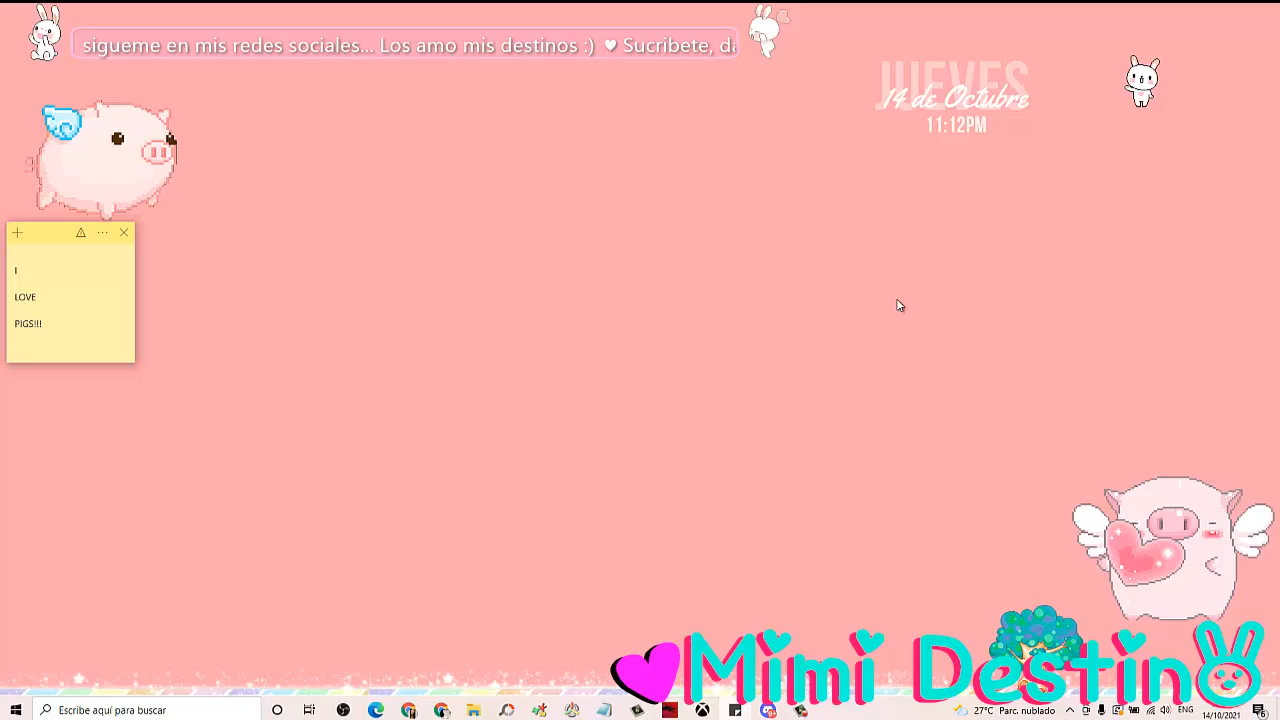 sigueme en mis redes sociales... Los amo mis destinos :) ♥ Sucribete, da
JUEVES
14 de Octubre
11:12PM
I
LOVE
PIGS!!!
Mimi Destino
Escribe aquí para buscar
27°C Parc. nublado
ENG
14/10/2021
6